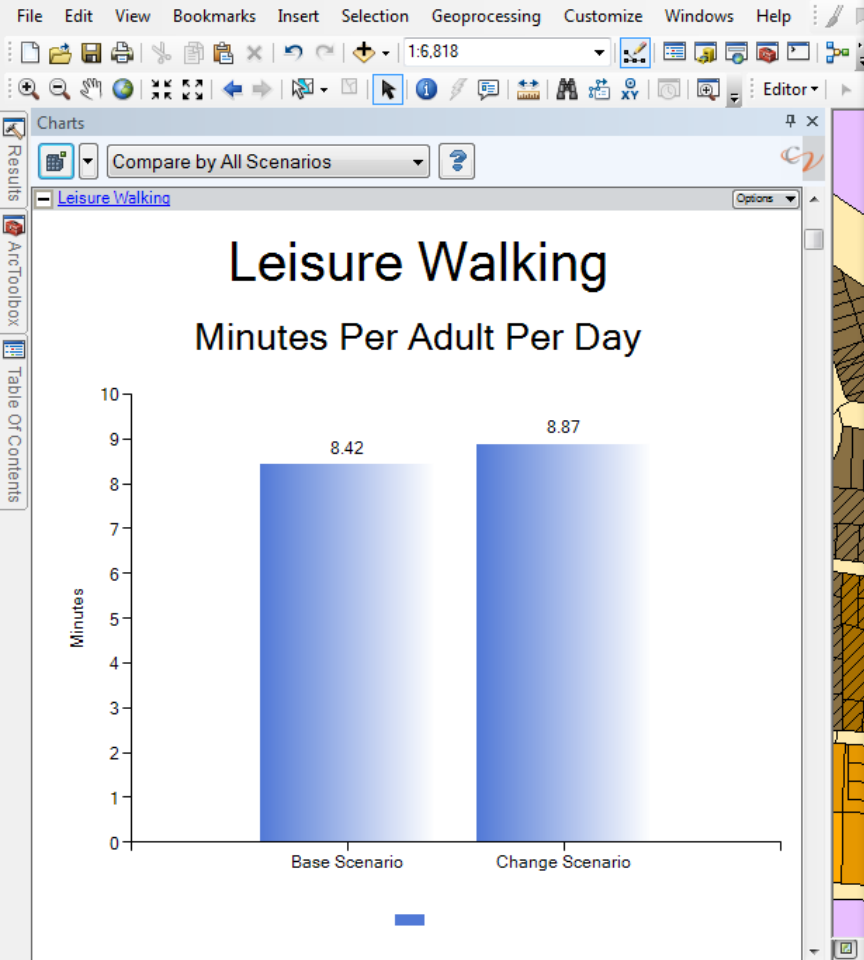 File Edit View Bookmarks Insert Selection Geoprocessing Customize Windows Help
1:6,818
XY
Editor
Charts
Results
ArcToolbox
Table Of Contents
Compare by All Scenarios
?
CV
Leisure Walking
Options
Leisure Walking
Minutes Per Adult Per Day
10
9
8
7
6
5
4
3
2
1
0
Minutes
8.42
8.87
Base Scenario
Change Scenario